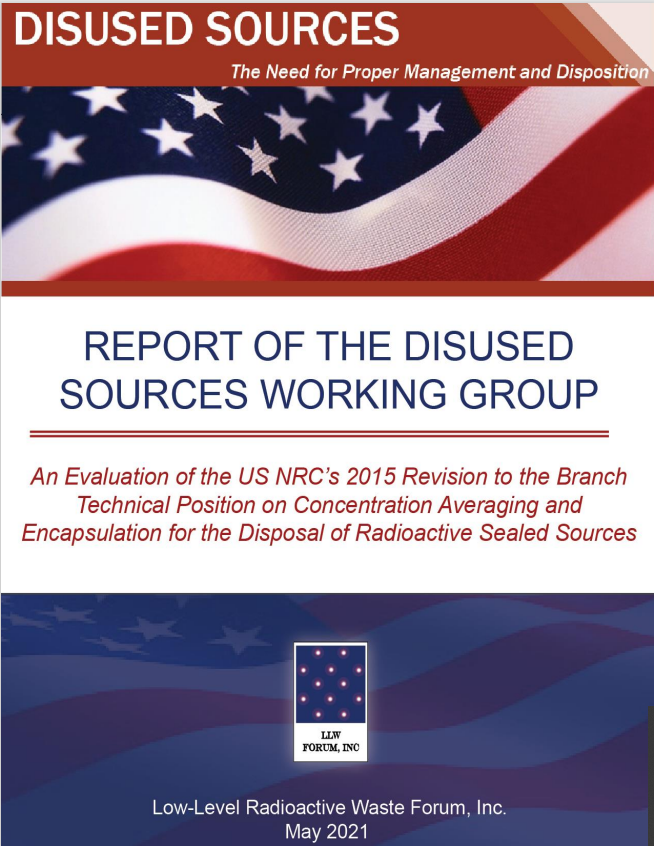 DISUSED SOURCES
The Need for Proper Management and Disposition
REPORT OF THE DISUSED
SOURCES WORKING GROUP
An Evaluation of the US NRC's 2015 Revision to the Branch
Technical Position on Concentration Averaging and
Encapsulation for the Disposal of Radioactive Sealed Sources
LLW
FORUM, INC
Low-Level Radioactive Waste Forum, Inc.
May 2021